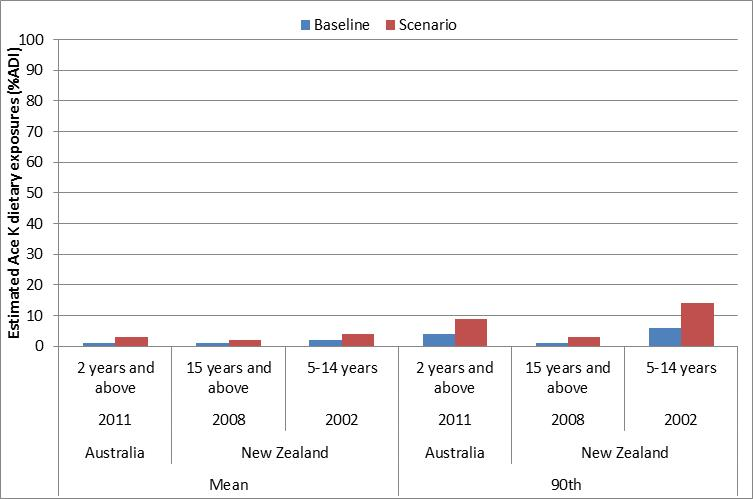 Baseline Scenario
Estimated Ace K dietary exposures (%ADI)
100
90
80
70
60
50
40
30
20
10
0
2 years and 15 years and 5-14 years 2 years and 15 years and 5-14 years
above above above above
2011 2008 2002 2011 2008 2002
Australia New Zealand Australia New Zealand
Mean 90th